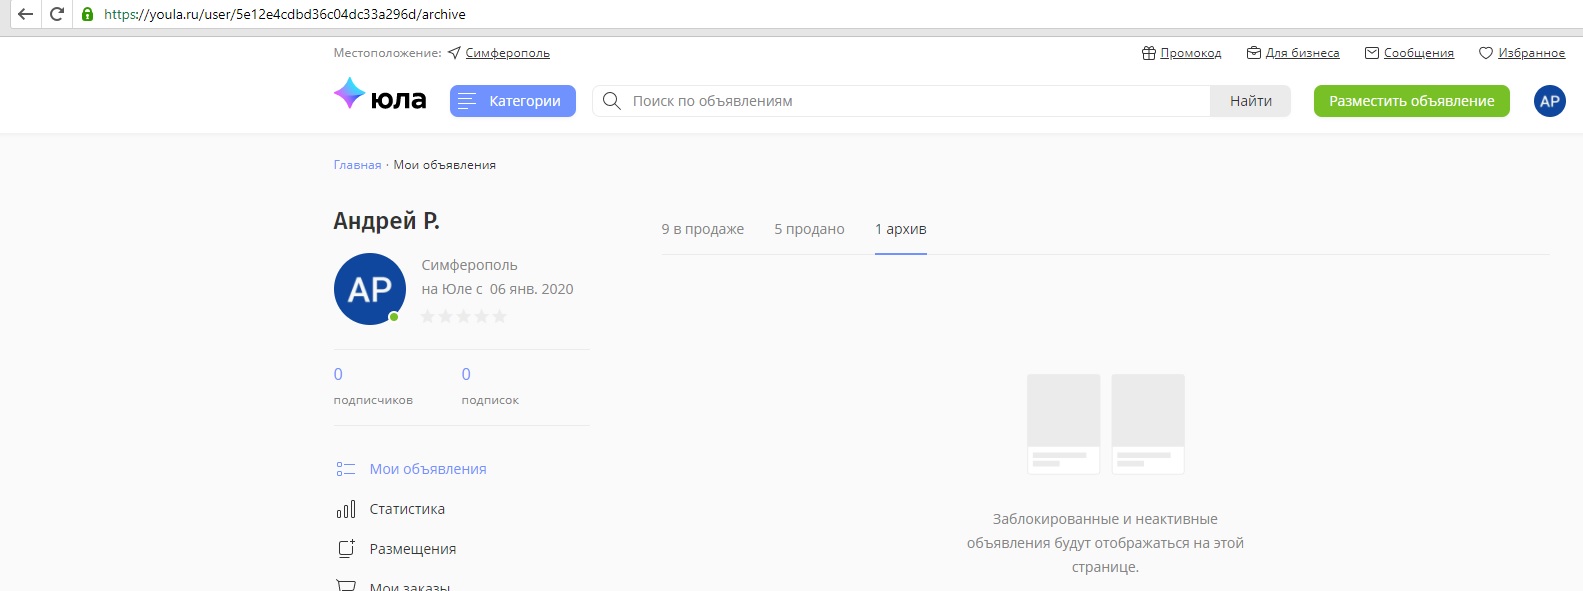 https://youla.ru/user/5e12e4cdbd36c04dc33a296d/archive
Местоположение: Симферополь
Промокод
Для бизнеса
Сообщения
Избранное
юла
Категории
Поиск по объявлениям
Найти
Разместить объявление
АР
Главная · Мои объявления
Андрей Р.
9 в продаже
5 продано
1 архив
АР
Симферополь
на Юле с 06 янв. 2020
0
0
подписчиков
подписок
Мои объявления
Статистика
Размещения
Мои заказы
Заблокированные и неактивные
объявления будут отображаться на этой
странице.